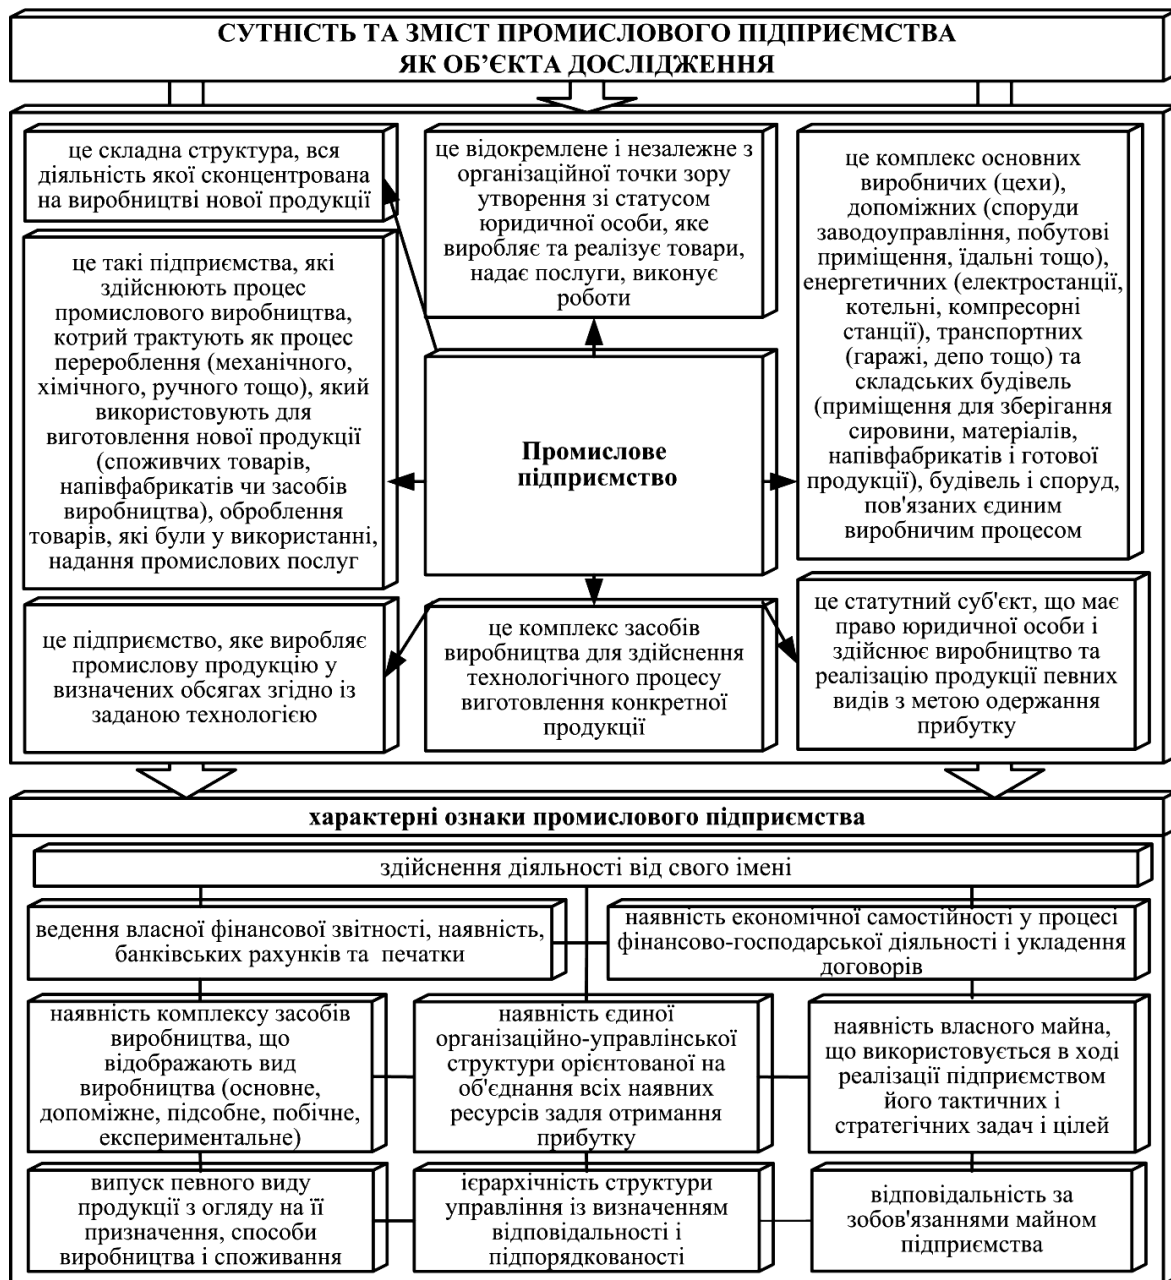 СУТНІСТЬ ТА ЗМІСТ ПРОМИСЛОВОГО ПІДПРИЄМСТВА
ЯК ОБ’ЄКТА ДОСЛІДЖЕННЯ
це складна структура, вся
діяльність якої сконцентрована
на виробництві нової продукції
це відокремлене і незалежне з
організаційної точки зору
утворення зі статусом
юридичної особи, яке
виробляє та реалізує товари,
надає послуги, виконує
роботи
це комплекс основних
виробничих (цехи),
допоміжних (споруди
заводоуправління, побутові
приміщення, їдальні тощо),
енергетичних (електростанції,
котельні, компресорні
станції), транспортних
(гаражі, депо тощо) та
складських будівель
(приміщення для зберігання
сировини, матеріалів,
напівфабрикатів і готової
продукції), будівель і споруд,
пов'язаних єдиним
виробничим процесом
це такі підприємства, які
здійснюють процес
промислового виробництва,
котрий трактують як процес
перероблення (механічного,
хімічного, ручного тощо), який
використовують для
виготовлення нової продукції
(споживчих товарів,
напівфабрикатів чи засобів
виробництва), оброблення
товарів, які були у використанні,
надання промислових послуг
Промислове
підприємство
це підприємство, яке виробляє
промислову продукцію у
визначених обсягах згідно із
заданою технологією
це комплекс засобів
виробництва для здійснення
технологічного процесу
виготовлення конкретної
продукції
це статутний суб'єкт, що має
право юридичної особи і
здійснює виробництво та
реалізацію продукції певних
видів з метою одержання
прибутку
характерні ознаки промислового підприємства
здійснення діяльності від свого імені
ведення власної фінансової звітності, наявність,
банківських рахунків та печатки
наявність економічної самостійності у процесі
фінансово-господарської діяльності і укладення
договорів
наявність комплексу засобів
виробництва, що
відображають вид
виробництва (основне,
допоміжне, підсобне, побічне,
експериментальне)
наявність єдиної
організаційно-управлінської
структури орієнтованої на
об'єднання всіх наявних
ресурсів задля отримання
прибутку
наявність власного майна,
що використовується в ході
реалізації підприємством
його тактичних і
стратегічних задач і цілей
випуск певного виду
продукції з огляду на її
призначення, способи
виробництва і споживання
ієрархічність структури
управління із визначенням
відповідальності і
підпорядкованості
відповідальність за
зобов'язаннями майном
підприємства